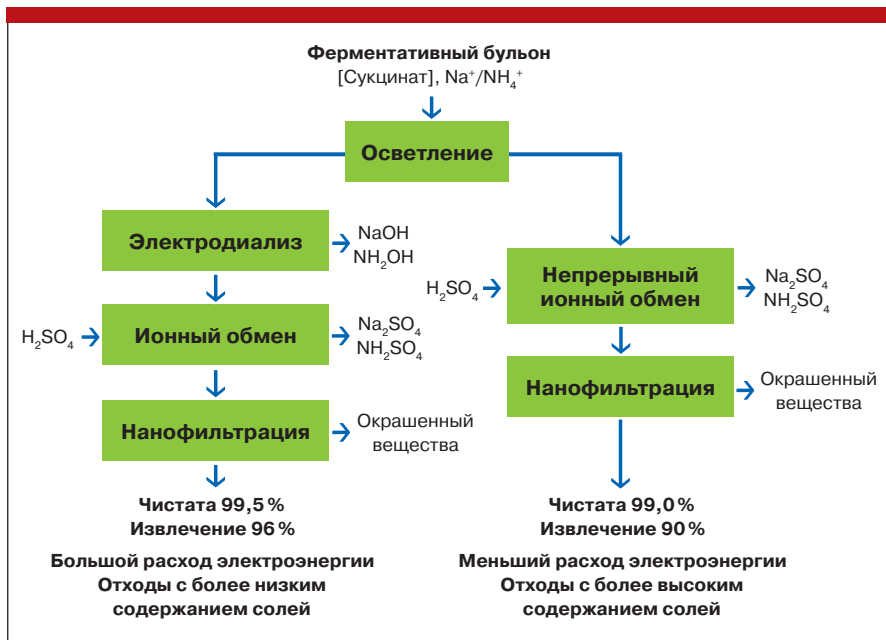 Ферментативный бульон
[Сукцинат], Na⁺/NH₄⁺
Осветление
Электродиализ
NaOH
NH₂OH
H₂SO₄
Ионный обмен
Na₂SO₄
NH₂SO₄
Нанофильтрация
Окрашенный
вещества
Чистата 99,5 %
Извлечение 96 %
Большой расход электроэнергии
Отходы с более низким
содержанием солей
H₂SO₄
Непрерывный
ионный обмен
Na₂SO₄
NH₂SO₄
Нанофильтрация
Окрашенный
вещества
Чистата 99,0 %
Извлечение 90 %
Меньший расход электроэнергии
Отходы с более высоким
содержанием солей